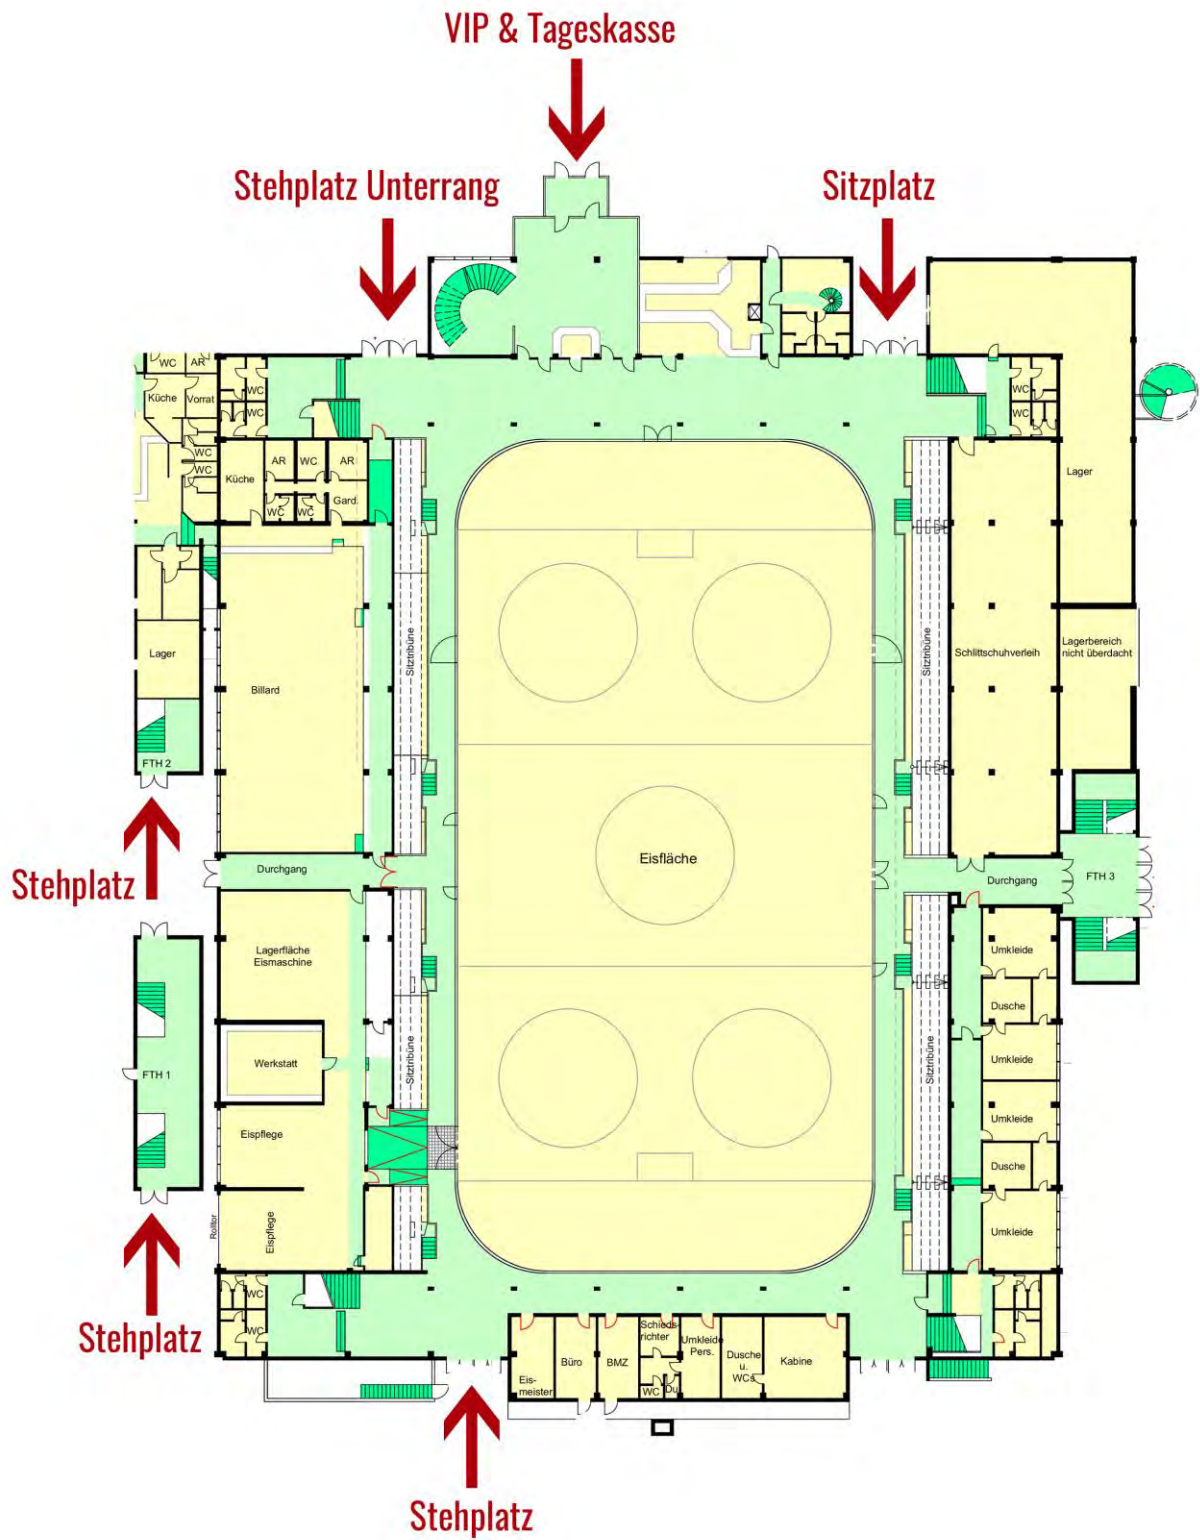 VIP & Tageskasse
Stehplatz Unterrang
Sitzplatz
WC
AR
Küche
Vorrat
WC
WC
WC
WC
WC
WC
Küche
AR
WC
AR
WC
WC
Gard.
Lager
Sitztribüne
Sitztribüne
Schlittschuhverleih
Lagerbereich
nicht überdacht
Lager
Billard
FTH 2
Stehplatz
Eisfläche
Durchgang
Durchgang
FTH 3
Lagerfläche
Eismaschine
Umkleide
Dusche
Werkstatt
Sitztribüne
Sitztribüne
Umkleide
FTH 1
Eispflege
Umkleide
Dusche
Rolltor
Eispflege
Umkleide
WC
WC
Stehplatz
Eis-
meister
Büro
BMZ
Schieds-
richter
WC
Du.
Umkleide
Pers.
Dusche
u.
WCs
Kabine
Stehplatz